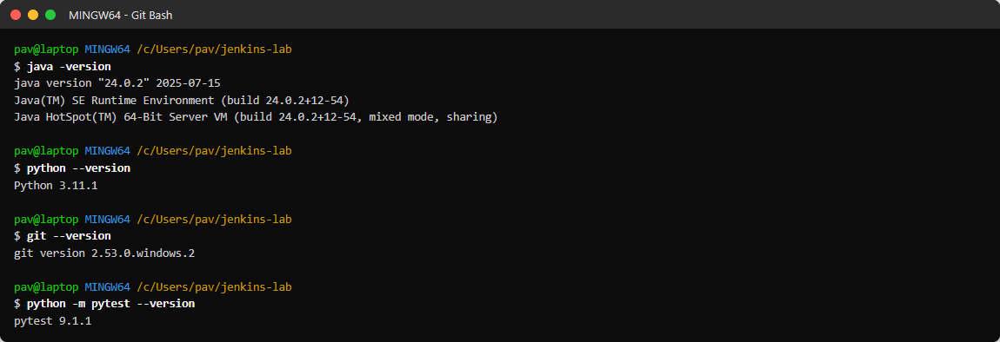 MINGW64 - Git Bash
pav@laptop MINGW64 /c/Users/pav/jenkins-lab
$ java -version
java version "24.0.2" 2025-07-15
Java(TM) SE Runtime Environment (build 24.0.2+12-54)
Java HotSpot(TM) 64-Bit Server VM (build 24.0.2+12-54, mixed mode, sharing)
pav@laptop MINGW64 /c/Users/pav/jenkins-lab
$ python --version
Python 3.11.1
pav@laptop MINGW64 /c/Users/pav/jenkins-lab
$ git --version
git version 2.53.0.windows.2
pav@laptop MINGW64 /c/Users/pav/jenkins-lab
$ python -m pytest --version
pytest 9.1.1